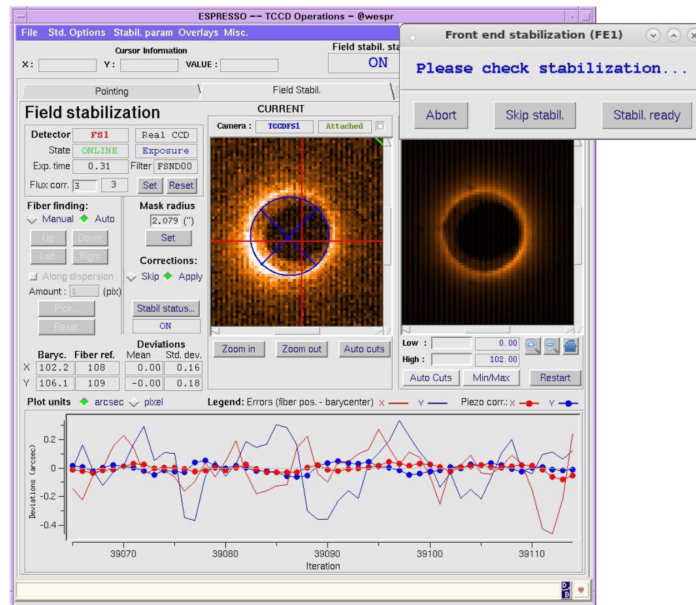 ESPRESSO -- TCCD Operations - @wespr
File Std. Options Stabil. param Overlays Misc.
Cursor Information
X : Y : VALUE :
Field stabil. sta
ON
Front end stabilization (FE1)
Please check stabilization...
Abort Skip stabil. Stabil. ready
Pointing Field Stabil.
Field stabilization
Detector FS1 Real CCD
State ONLINE Exposure
Exp. time 0.31 Filter FSND00
Flux corr. 3 3 Set Reset
Fiber finding:
Manual Auto
Up Down
Left Right
Along dispersion
Amount : 1 (pix)
Pick...
Reset
Mask radius
2.079 (")
Set
Corrections:
Skip Apply
Stabil status...
ON
Deviations
Baryc. Fiber ref. Mean Std. dev.
X 102.2 108 0.00 0.16
Y 106.1 109 -0.00 0.18
CURRENT
Camera : TCCDFS1 Attached
Zoom in Zoom out Auto cuts
Low : 0.00
High : 102.00
Auto Cuts Min/Max Restart
Plot units arcsec pixel Legend: Errors (fiber pos. - barycenter) X Y Piezo corr.: X Y
Deviations (arcsec)
0.2
0
-0.2
-0.4
39070 39080 39090 39100 39110
Iteration